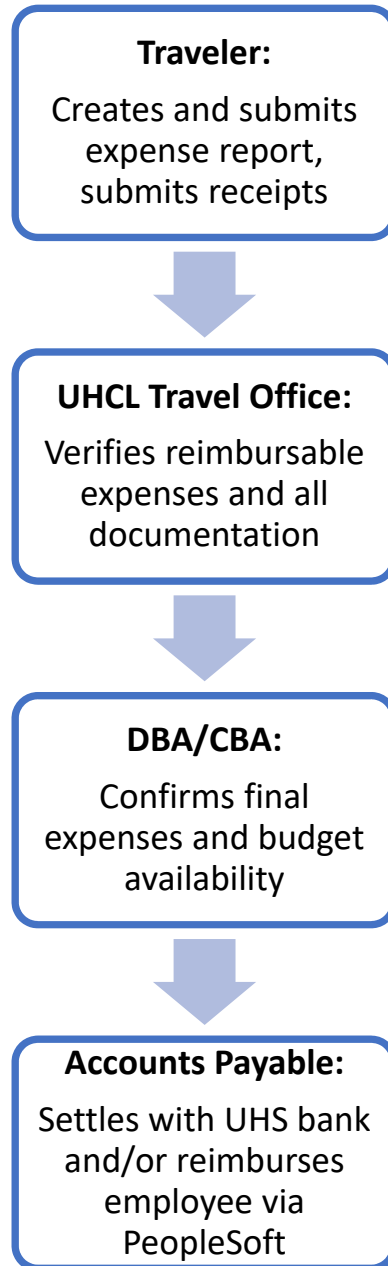 Traveler:
Creates and submits
expense report,
submits receipts
UHCL Travel Office:
Verifies reimbursable
expenses and all
documentation
DBA/CBA:
Confirms final
expenses and budget
availability
Accounts Payable:
Settles with UHS bank
and/or reimburses
employee via
PeopleSoft